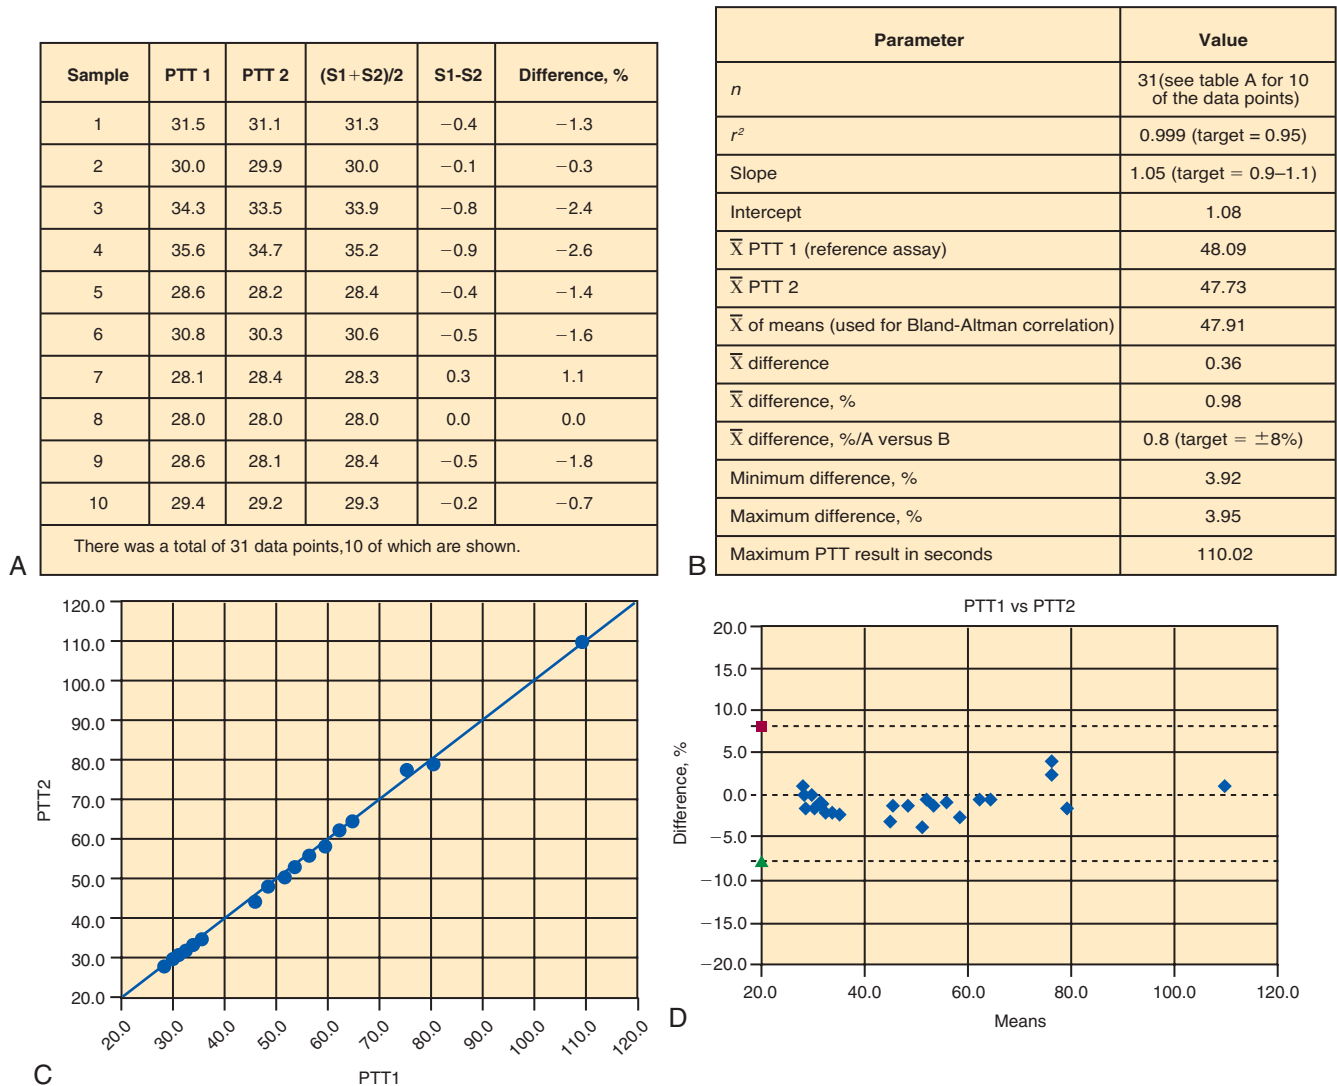 Sample PTT 1 PTT 2 (S1+S2)/2 S1-S2 Difference, %
1 31.5 31.1 31.3 −0.4 −1.3
2 30.0 29.9 30.0 −0.1 −0.3
3 34.3 33.5 33.9 −0.8 −2.4
4 35.6 34.7 35.2 −0.9 −2.6
5 28.6 28.2 28.4 −0.4 −1.4
6 30.8 30.3 30.6 −0.5 −1.6
7 28.1 28.4 28.3 0.3 1.1
8 28.0 28.0 28.0 0.0 0.0
9 28.6 28.1 28.4 −0.5 −1.8
10 29.4 29.2 29.3 −0.2 −0.7
There was a total of 31 data points,10 of which are shown.
A
Parameter Value
n 31(see table A for 10
of the data points)
r² 0.999 (target = 0.95)
Slope 1.05 (target = 0.9–1.1)
Intercept 1.08
X̅ PTT 1 (reference assay) 48.09
X̅ PTT 2 47.73
X̅ of means (used for Bland-Altman correlation) 47.91
X̅ difference 0.36
X̅ difference, % 0.98
X̅ difference, %/A versus B 0.8 (target = ±8%)
Minimum difference, % 3.92
Maximum difference, % 3.95
Maximum PTT result in seconds 110.02
B
120.0
110.0
100.0
90.0
80.0
70.0
60.0
50.0
40.0
30.0
20.0
PTT2
20.0 30.0 40.0 50.0 60.0 70.0 80.0 90.0 100.0 110.0 120.0
PTT1
C
PTT1 vs PTT2
20.0
15.0
10.0
5.0
0.0
−5.0
−10.0
−15.0
−20.0
Difference, %
20.0 40.0 60.0 80.0 100.0 120.0
Means
D